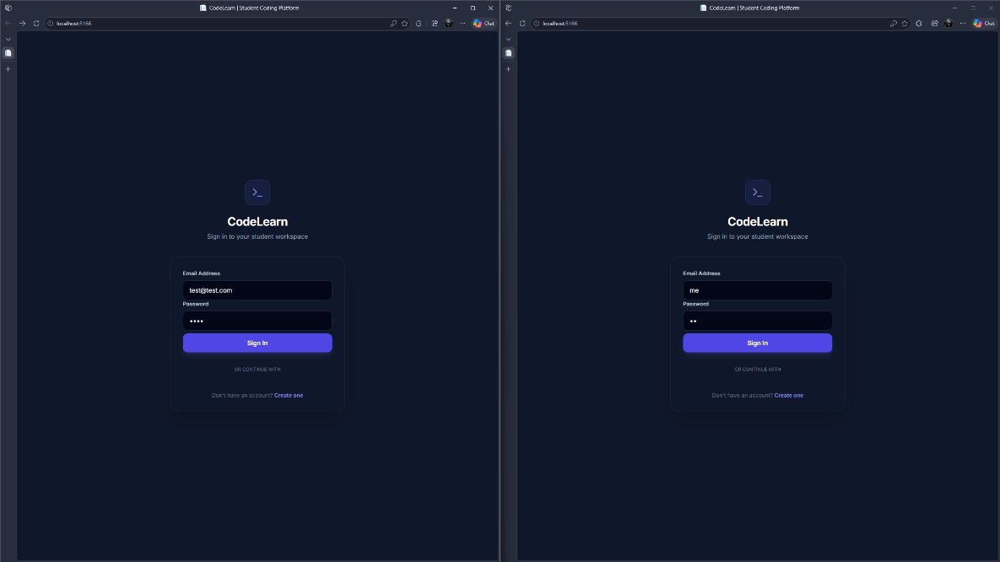 CodeLearn | Student Coding Platform
localhost:5166
Chat
>_
CodeLearn
Sign in to your student workspace
Email Address
test@test.com
Password
••••
Sign In
OR CONTINUE WITH
Don't have an account? Create one
CodeLearn | Student Coding Platform
localhost:5166
Chat
>_
CodeLearn
Sign in to your student workspace
Email Address
me
Password
••
Sign In
OR CONTINUE WITH
Don't have an account? Create one